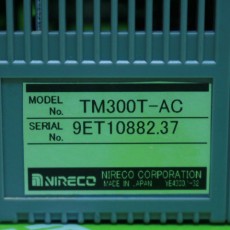 MODEL No. TM300T-AC
SERIAL No. 9ET10882.37
NIRECO NIRECO CORPORATION
MADE IN JAPAN